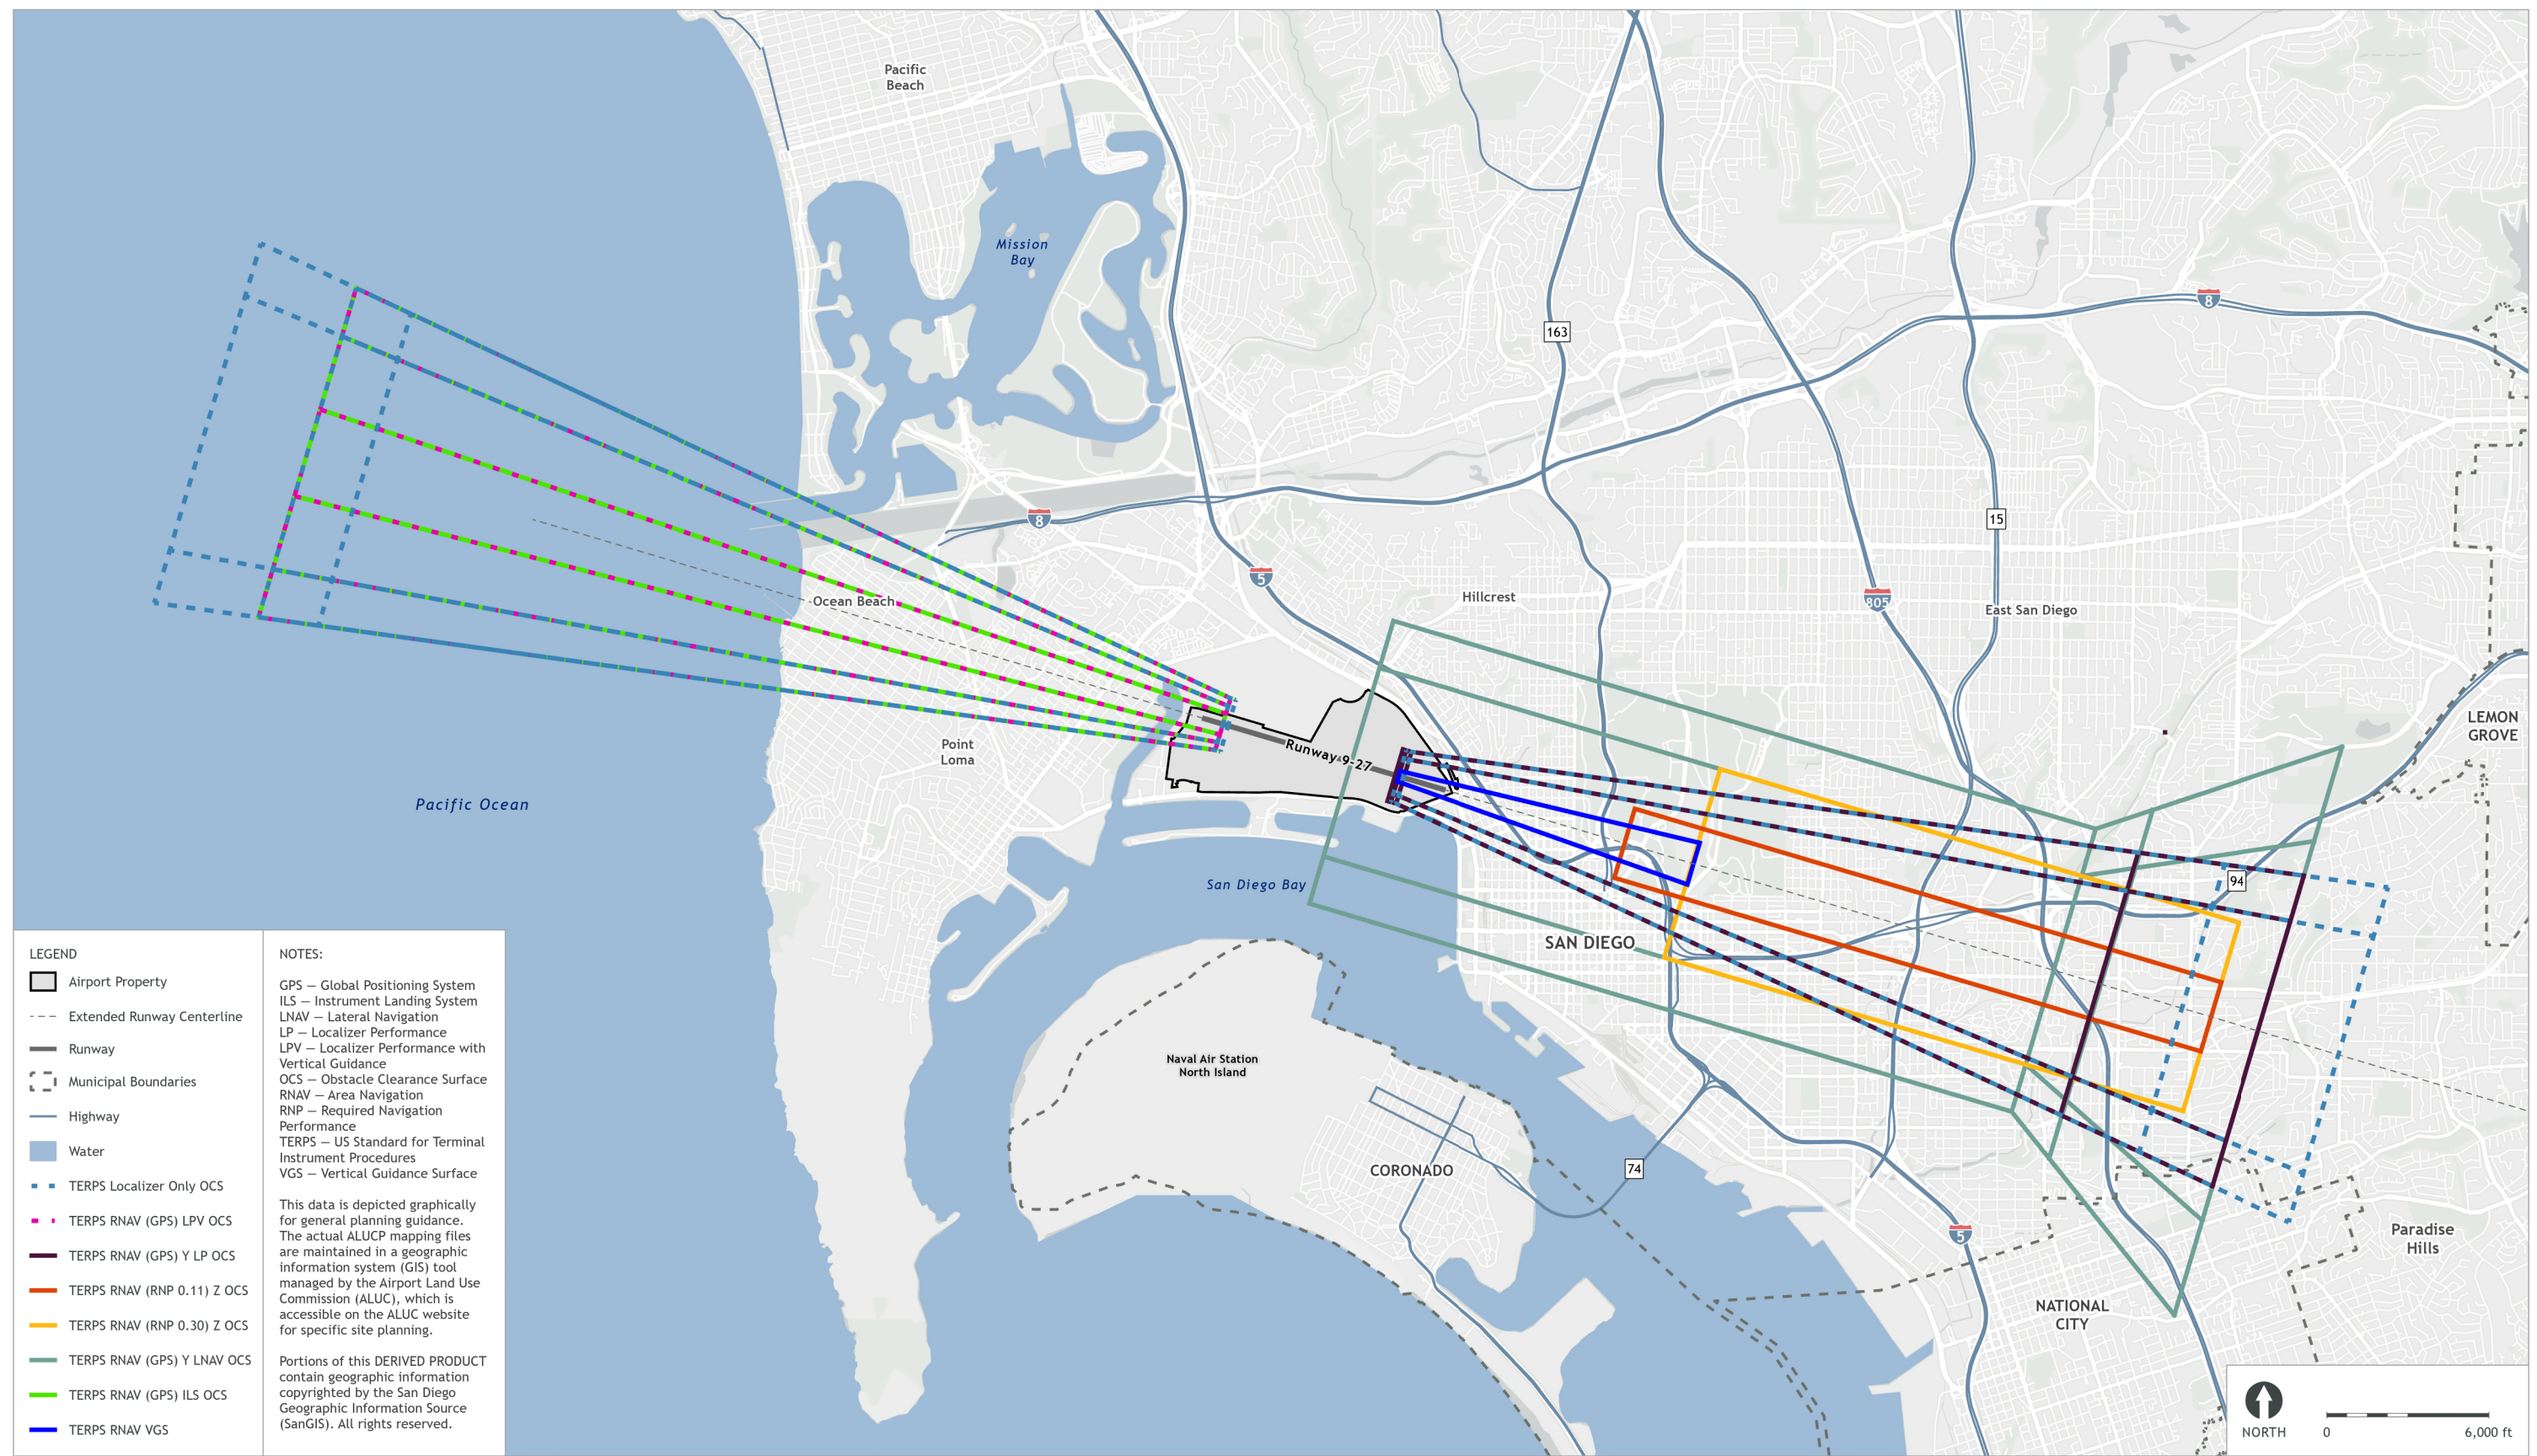 Pacific
Beach
Mission
Bay
8
163
8
15
5
805
Ocean Beach
Hillcrest
East San Diego
LEMON
GROVE
Point
Loma
Runway 9-27
Pacific Ocean
San Diego Bay
94
SAN DIEGO
Naval Air Station
North Island
CORONADO
74
5
Paradise
Hills
NATIONAL
CITY
LEGEND
Airport Property
Extended Runway Centerline
Runway
Municipal Boundaries
Highway
Water
TERPS Localizer Only OCS
TERPS RNAV (GPS) LPV OCS
TERPS RNAV (GPS) Y LP OCS
TERPS RNAV (RNP 0.11) Z OCS
TERPS RNAV (RNP 0.30) Z OCS
TERPS RNAV (GPS) Y LNAV OCS
TERPS RNAV (GPS) ILS OCS
TERPS RNAV VGS
NOTES:
GPS — Global Positioning System
ILS — Instrument Landing System
LNAV — Lateral Navigation
LP — Localizer Performance
LPV — Localizer Performance with
Vertical Guidance
OCS — Obstacle Clearance Surface
RNAV — Area Navigation
RNP — Required Navigation
Performance
TERPS — US Standard for Terminal
Instrument Procedures
VGS — Vertical Guidance Surface
This data is depicted graphically
for general planning guidance.
The actual ALUCP mapping files
are maintained in a geographic
information system (GIS) tool
managed by the Airport Land Use
Commission (ALUC), which is
accessible on the ALUC website
for specific site planning.
Portions of this DERIVED PRODUCT
contain geographic information
copyrighted by the San Diego
Geographic Information Source
(SanGIS). All rights reserved.
NORTH
0
6,000 ft